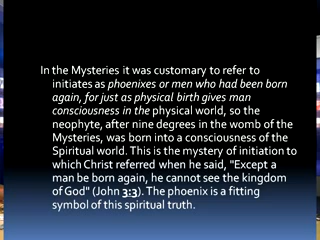 In the Mysteries it was customary to refer to
initiates as phoenixes or men who had been born
again, for just as physical birth gives man
consciousness in the physical world, so the
neophyte, after nine degrees in the womb of the
Mysteries, was born into a consciousness of the
Spiritual world. This is the mystery of initiation to
which Christ referred when he said, "Except a
man be born again, he cannot see the kingdom
of God" (John 3:3). The phoenix is a fitting
symbol of this spiritual truth.